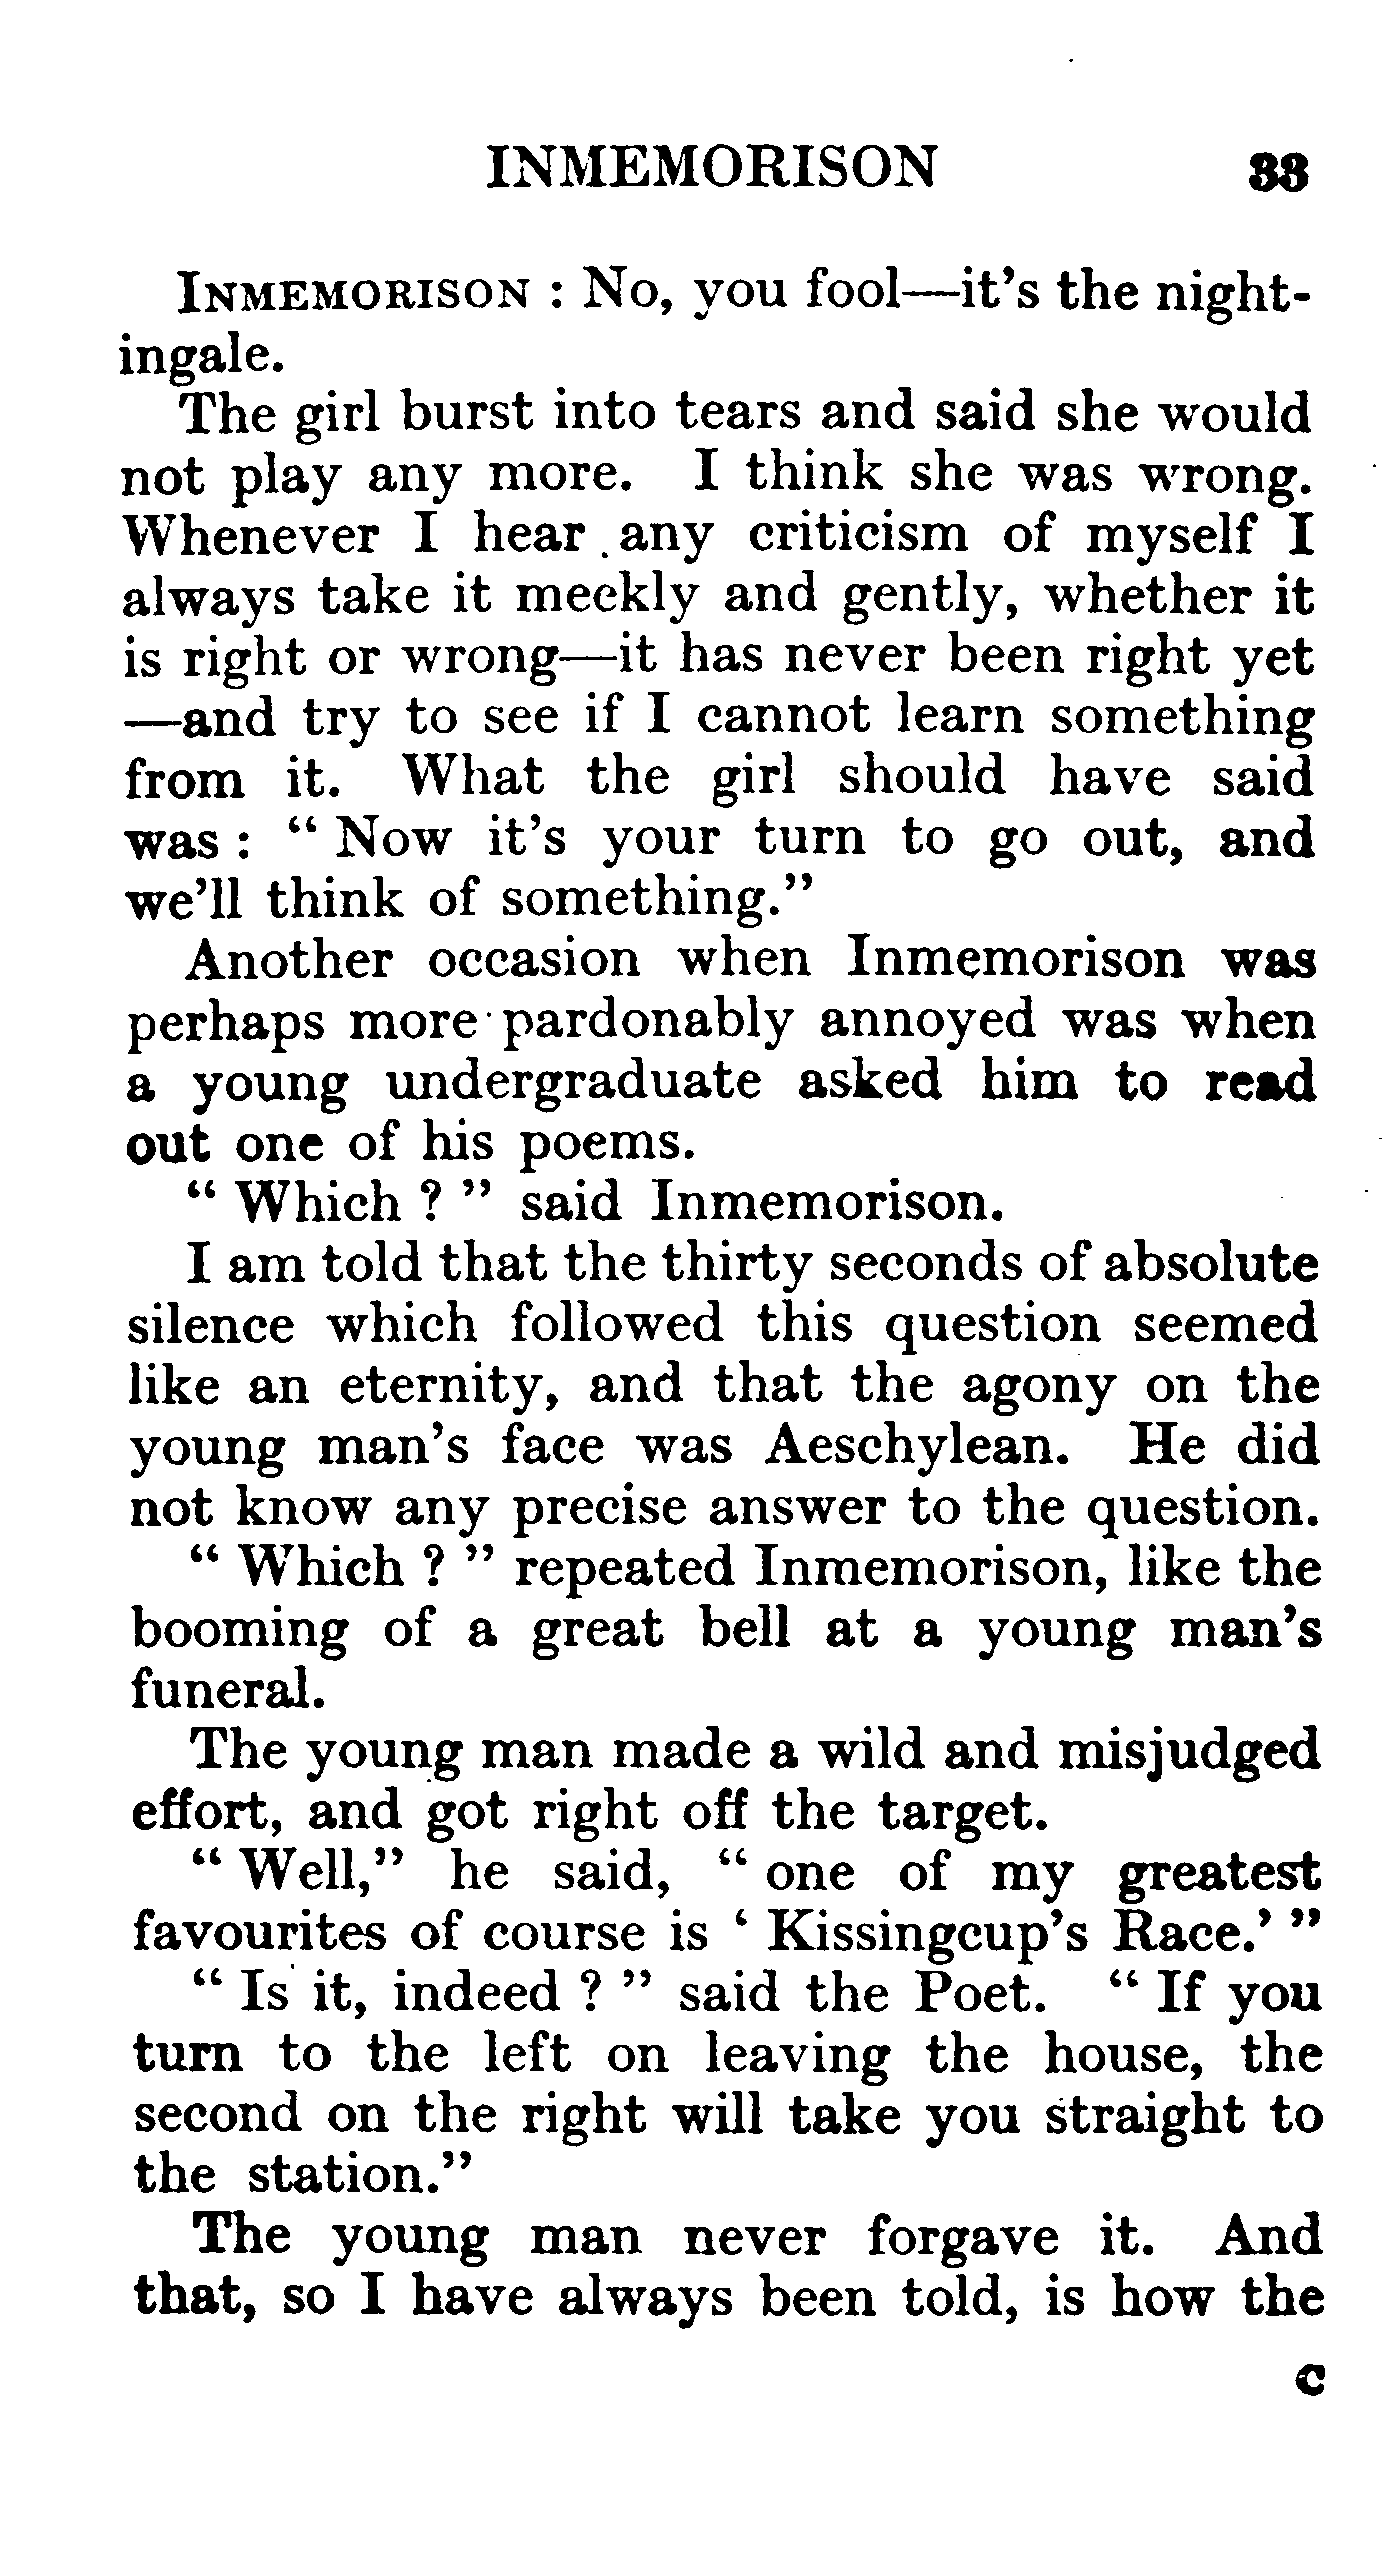 INMEMORISON 33
INMEMORISON : No, you fool—it's the night-
ingale.
The girl burst into tears and said she would
not play any more. I think she was wrong.
Whenever I hear any criticism of myself I
always take it meekly and gently, whether it
is right or wrong—it has never been right yet
—and try to see if I cannot learn something
from it. What the girl should have said
was : “ Now it's your turn to go out, and
we'll think of something.”
Another occasion when Inmemorison was
perhaps more pardonably annoyed was when
a young undergraduate asked him to read
out one of his poems.
“ Which ? ” said Inmemorison.
I am told that the thirty seconds of absolute
silence which followed this question seemed
like an eternity, and that the agony on the
young man's face was Aeschylean. He did
not know any precise answer to the question.
“ Which ? ” repeated Inmemorison, like the
booming of a great bell at a young man's
funeral.
The young man made a wild and misjudged
effort, and got right off the target.
“ Well,” he said, “ one of my greatest
favourites of course is ‘ Kissingcup's Race.’ ”
“ Is it, indeed ? ” said the Poet. “ If you
turn to the left on leaving the house, the
second on the right will take you straight to
the station.”
The young man never forgave it. And
that, so I have always been told, is how the
C